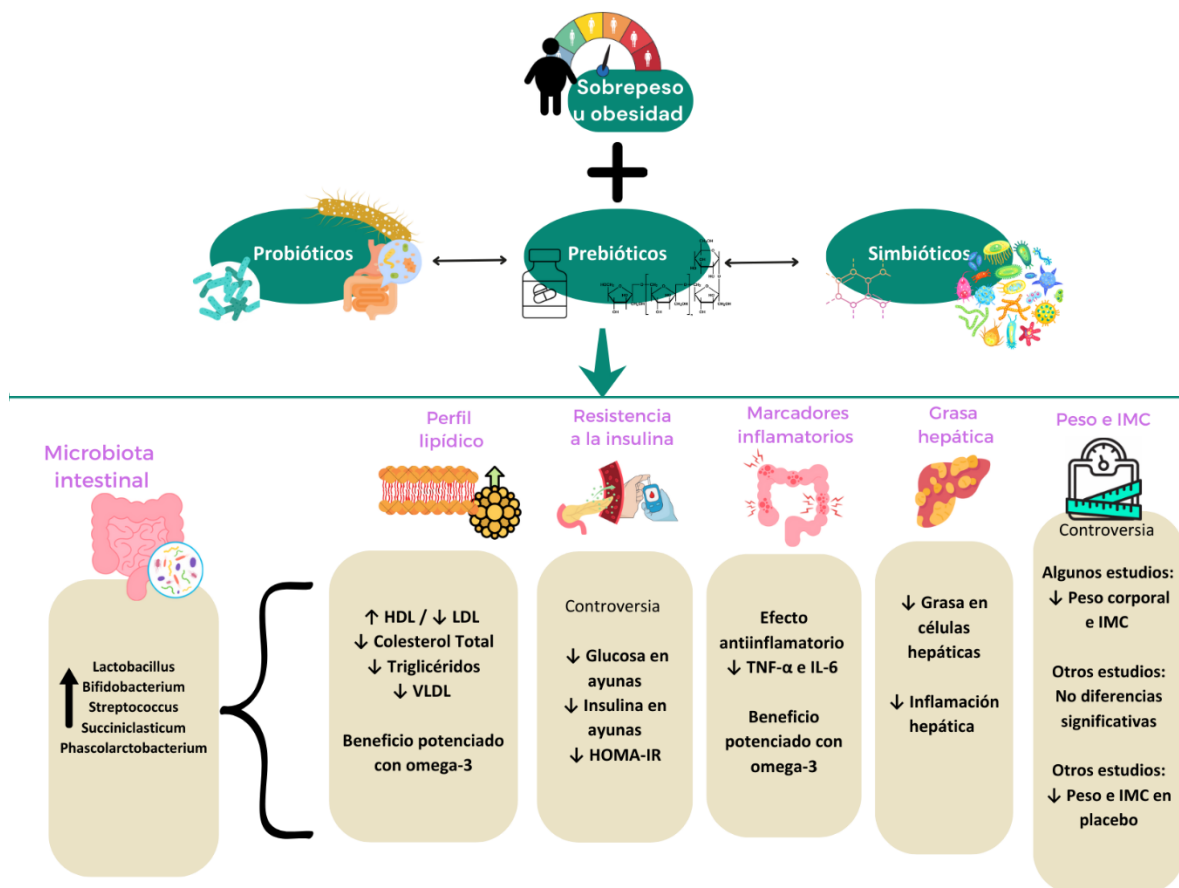 Sobrepeso
u obesidad
Probióticos
Prebióticos
Simbióticos
Microbiota
intestinal
Lactobacillus
Bifidobacterium
Streptococcus
Succiniclasticum
Phascolarctobacterium
Perfil
lipídico
↑ HDL / ↓ LDL
↓ Colesterol Total
↓ Triglicéridos
↓ VLDL
Beneficio potenciado
con omega-3
Resistencia
a la insulina
Controversia
↓ Glucosa en
ayunas
↓ Insulina en
ayunas
↓ HOMA-IR
Marcadores
inflamatorios
Efecto
antiinflamatorio
↓ TNF-α e IL-6
Beneficio
potenciado con
omega-3
Grasa
hepática
↓ Grasa en
células
hepáticas
↓ Inflamación
hepática
Peso e IMC
Controversia
Algunos estudios:
↓ Peso corporal
e IMC
Otros estudios:
No diferencias
significativas
Otros estudios:
↓ Peso e IMC en
placebo